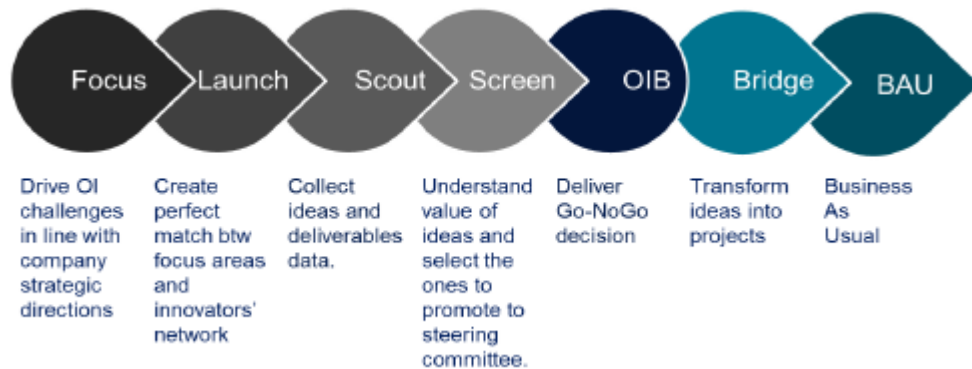 Focus
Launch
Scout
Screen
OIB
Bridge
BAU
Drive OI
challenges
in line with
company
strategic
directions
Create
perfect
match btw
focus areas
and
innovators'
network
Collect
ideas and
deliverables
data.
Understand
value of
ideas and
select the
ones to
promote to
steering
committee.
Deliver
Go-NoGo
decision
Transform
ideas into
projects
Business
As
Usual